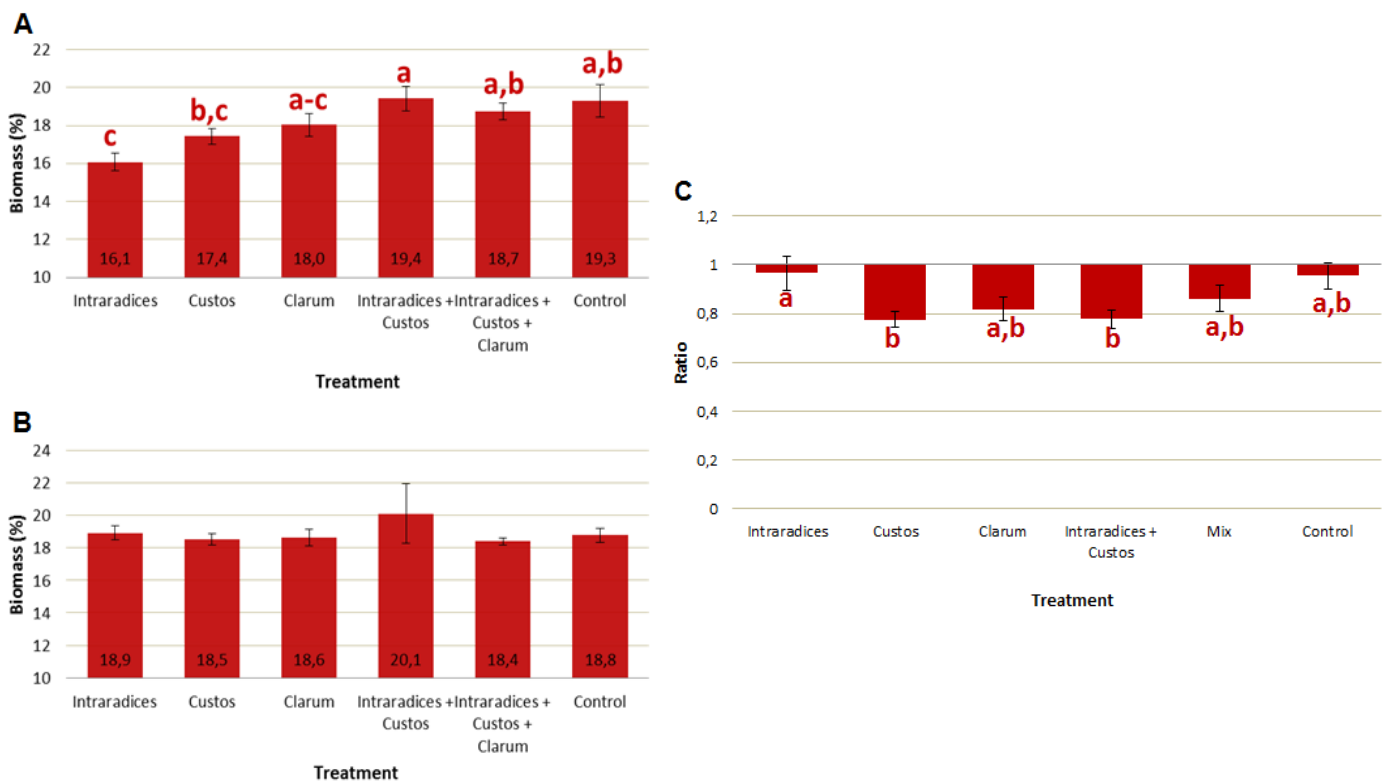 A
22
20
18
16
14
12
10
Biomass (%)
c
b,c
a-c
a
a,b
a,b
16,1
17,4
18,0
19,4
18,7
19,3
Intraradices
Custos
Clarum
Intraradices +
Custos
Intraradices +
Custos +
Clarum
Control
Treatment
B
24
22
20
18
16
14
12
10
Biomass (%)
18,9
18,5
18,6
20,1
18,4
18,8
Intraradices
Custos
Clarum
Intraradices +
Custos
Intraradices +
Custos +
Clarum
Control
Treatment
C
1,2
1
0,8
0,6
0,4
0,2
0
Ratio
a
b
a,b
b
a,b
a,b
Intraradices
Custos
Clarum
Intraradices +
Custos
Mix
Control
Treatment